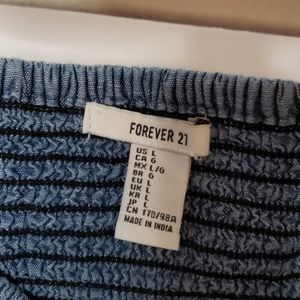 FOREVER 21
US L
CA G
MX L/G
BR G
EU L
UK L
KR L
JP L
CN 170/98A
MADE IN INDIA